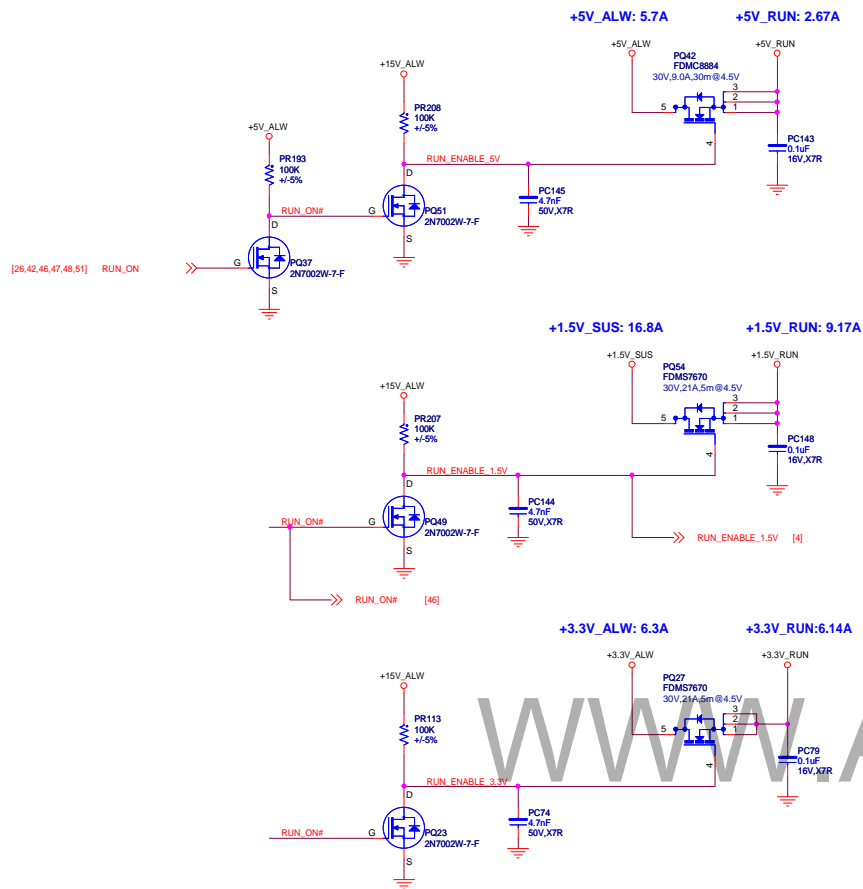 +5V_ALW: 5.7A
+5V_RUN: 2.67A
+5V_ALW
+5V_RUN
PQ42
FDMC8884
30V,9.0A,30m@4.5V
5
3
2
1
4
PC143
0.1uF
16V,X7R
+15V_ALW
PR208
100K
+/-5%
RUN_ENABLE_5V
D
G
S
PQ51
2N7002W-7-F
PC145
4.7nF
50V,X7R
+5V_ALW
PR193
100K
+/-5%
RUN_ON#
D
G
S
PQ37
2N7002W-7-F
[26,42,46,47,48,51] RUN_ON
+1.5V_SUS: 16.8A
+1.5V_RUN: 9.17A
+1.5V_SUS
+1.5V_RUN
PQ54
FDMS7670
30V,21A,5m@4.5V
5
3
2
1
4
PC148
0.1uF
16V,X7R
+15V_ALW
PR207
100K
+/-5%
RUN_ENABLE_1.5V
D
RUN_ON#
G
S
PQ49
2N7002W-7-F
PC144
4.7nF
50V,X7R
RUN_ENABLE_1.5V [4]
RUN_ON# [46]
+3.3V_ALW: 6.3A
+3.3V_RUN:6.14A
+3.3V_ALW
+3.3V_RUN
PQ27
FDMS7670
30V,21A,5m@4.5V
5
3
2
1
4
PC79
0.1uF
16V,X7R
+15V_ALW
PR113
100K
+/-5%
RUN_ENABLE_3.3V
D
RUN_ON#
G
S
PQ23
2N7002W-7-F
PC74
4.7nF
50V,X7R
WWW.A